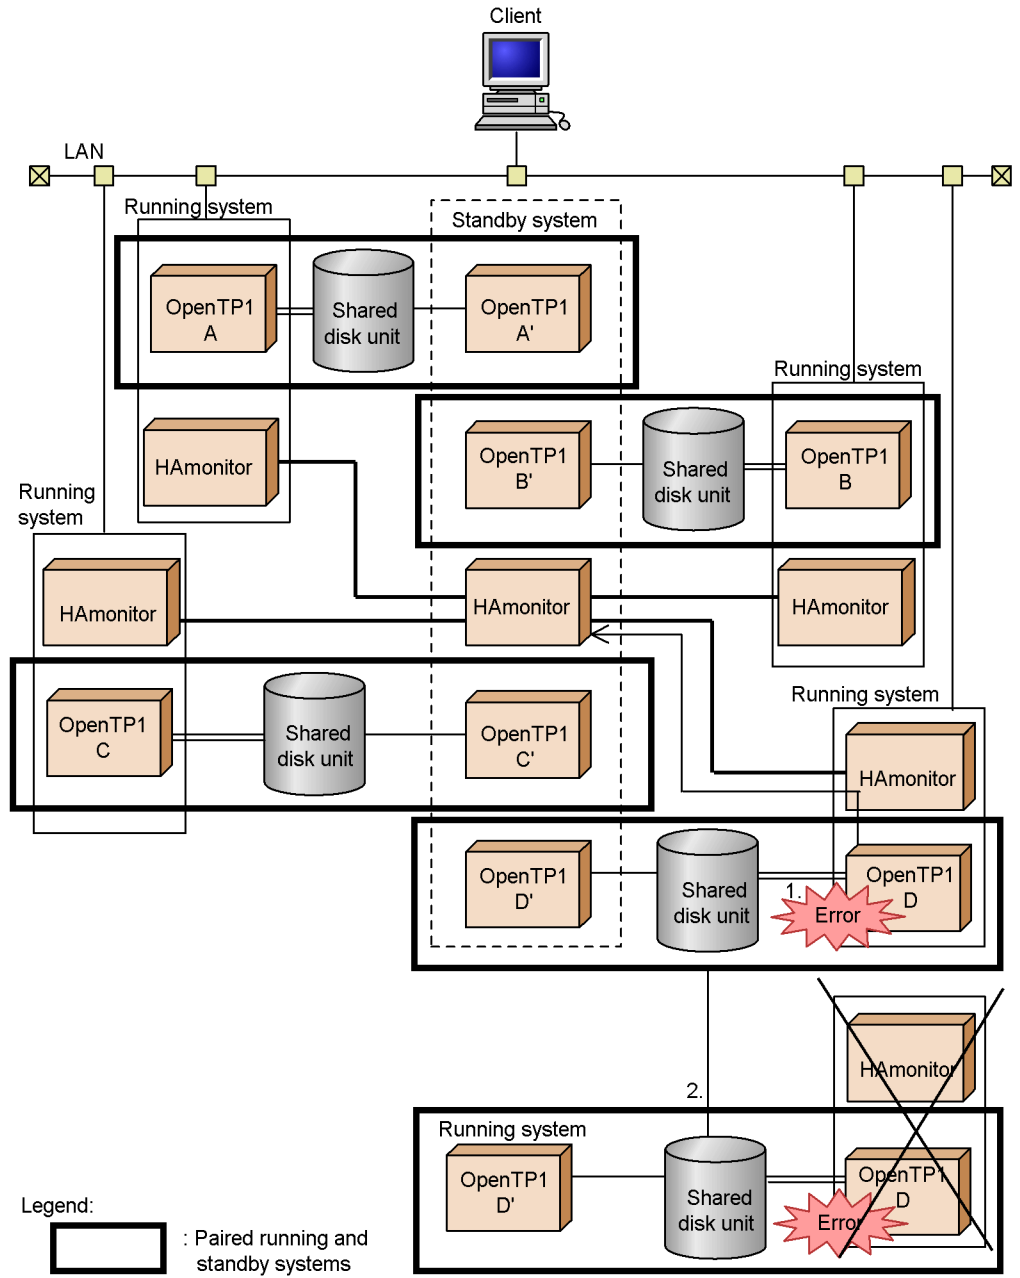 Client
LAN
Running system
Standby system
OpenTP1
A
Shared
disk unit
OpenTP1
A'
Running system
HAmonitor
OpenTP1
B'
Shared
disk unit
OpenTP1
B
Running
system
HAmonitor
HAmonitor
HAmonitor
OpenTP1
C
Shared
disk unit
OpenTP1
C'
Running system
HAmonitor
OpenTP1
D'
Shared
disk unit
1.
Error
OpenTP1
D
HAmonitor
2.
Running system
OpenTP1
D'
Shared
disk unit
OpenTP1
D
Error
Legend:
: Paired running and
standby systems